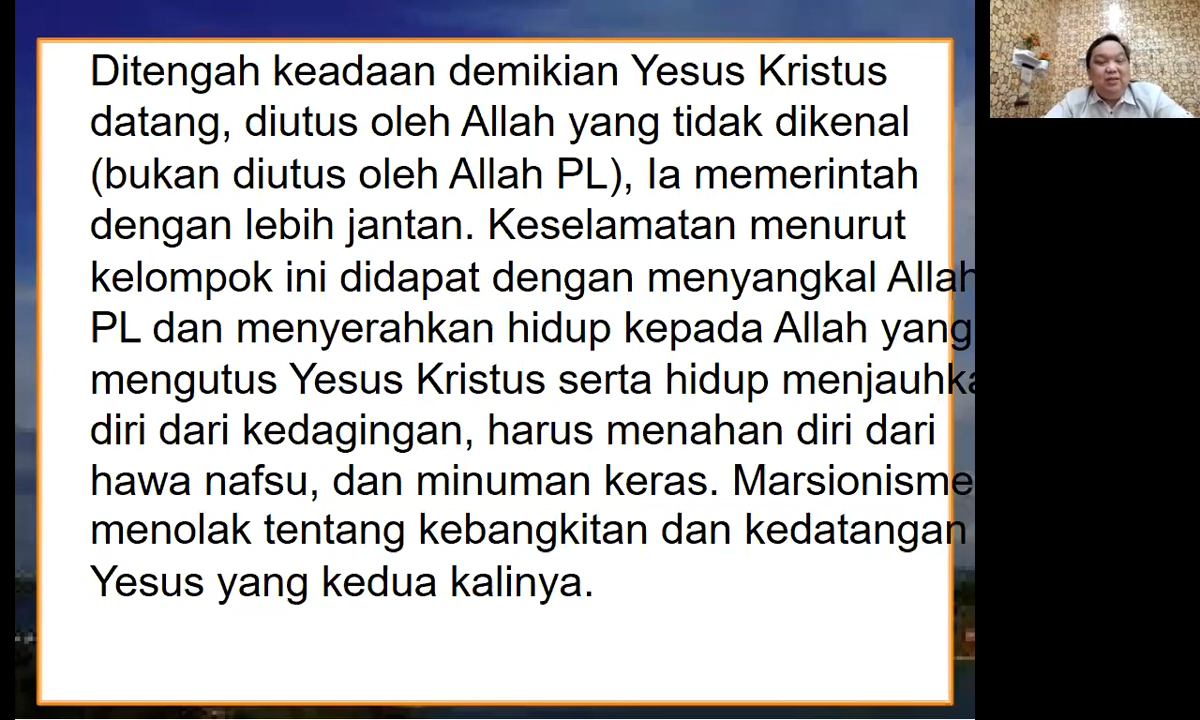 Ditengah keadaan demikian Yesus Kristus
datang, diutus oleh Allah yang tidak dikenal
(bukan diutus oleh Allah PL), Ia memerintah
dengan lebih jantan. Keselamatan menurut
kelompok ini didapat dengan menyangkal Allah
PL dan menyerahkan hidup kepada Allah yang
mengutus Yesus Kristus serta hidup menjauhka
diri dari kedagingan, harus menahan diri dari
hawa nafsu, dan minuman keras. Marsionisme
menolak tentang kebangkitan dan kedatangan
Yesus yang kedua kalinya.